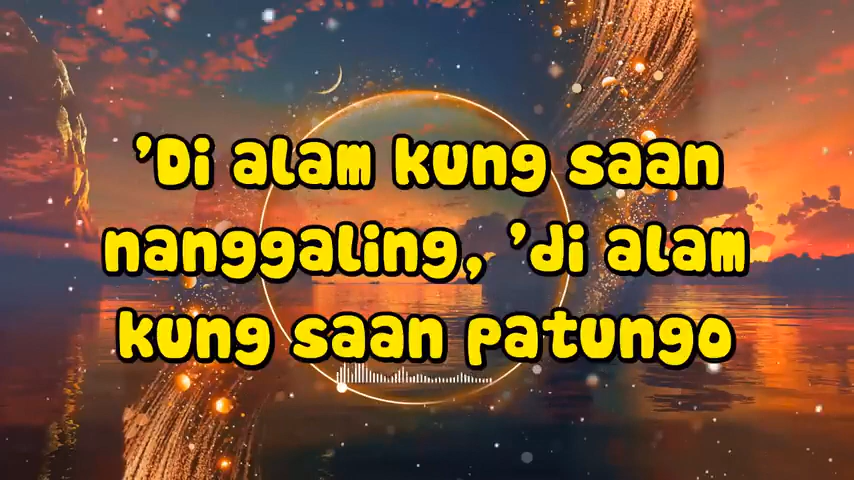 'Di alam kung saan
nanggaling, 'di alam
kung saan patungo